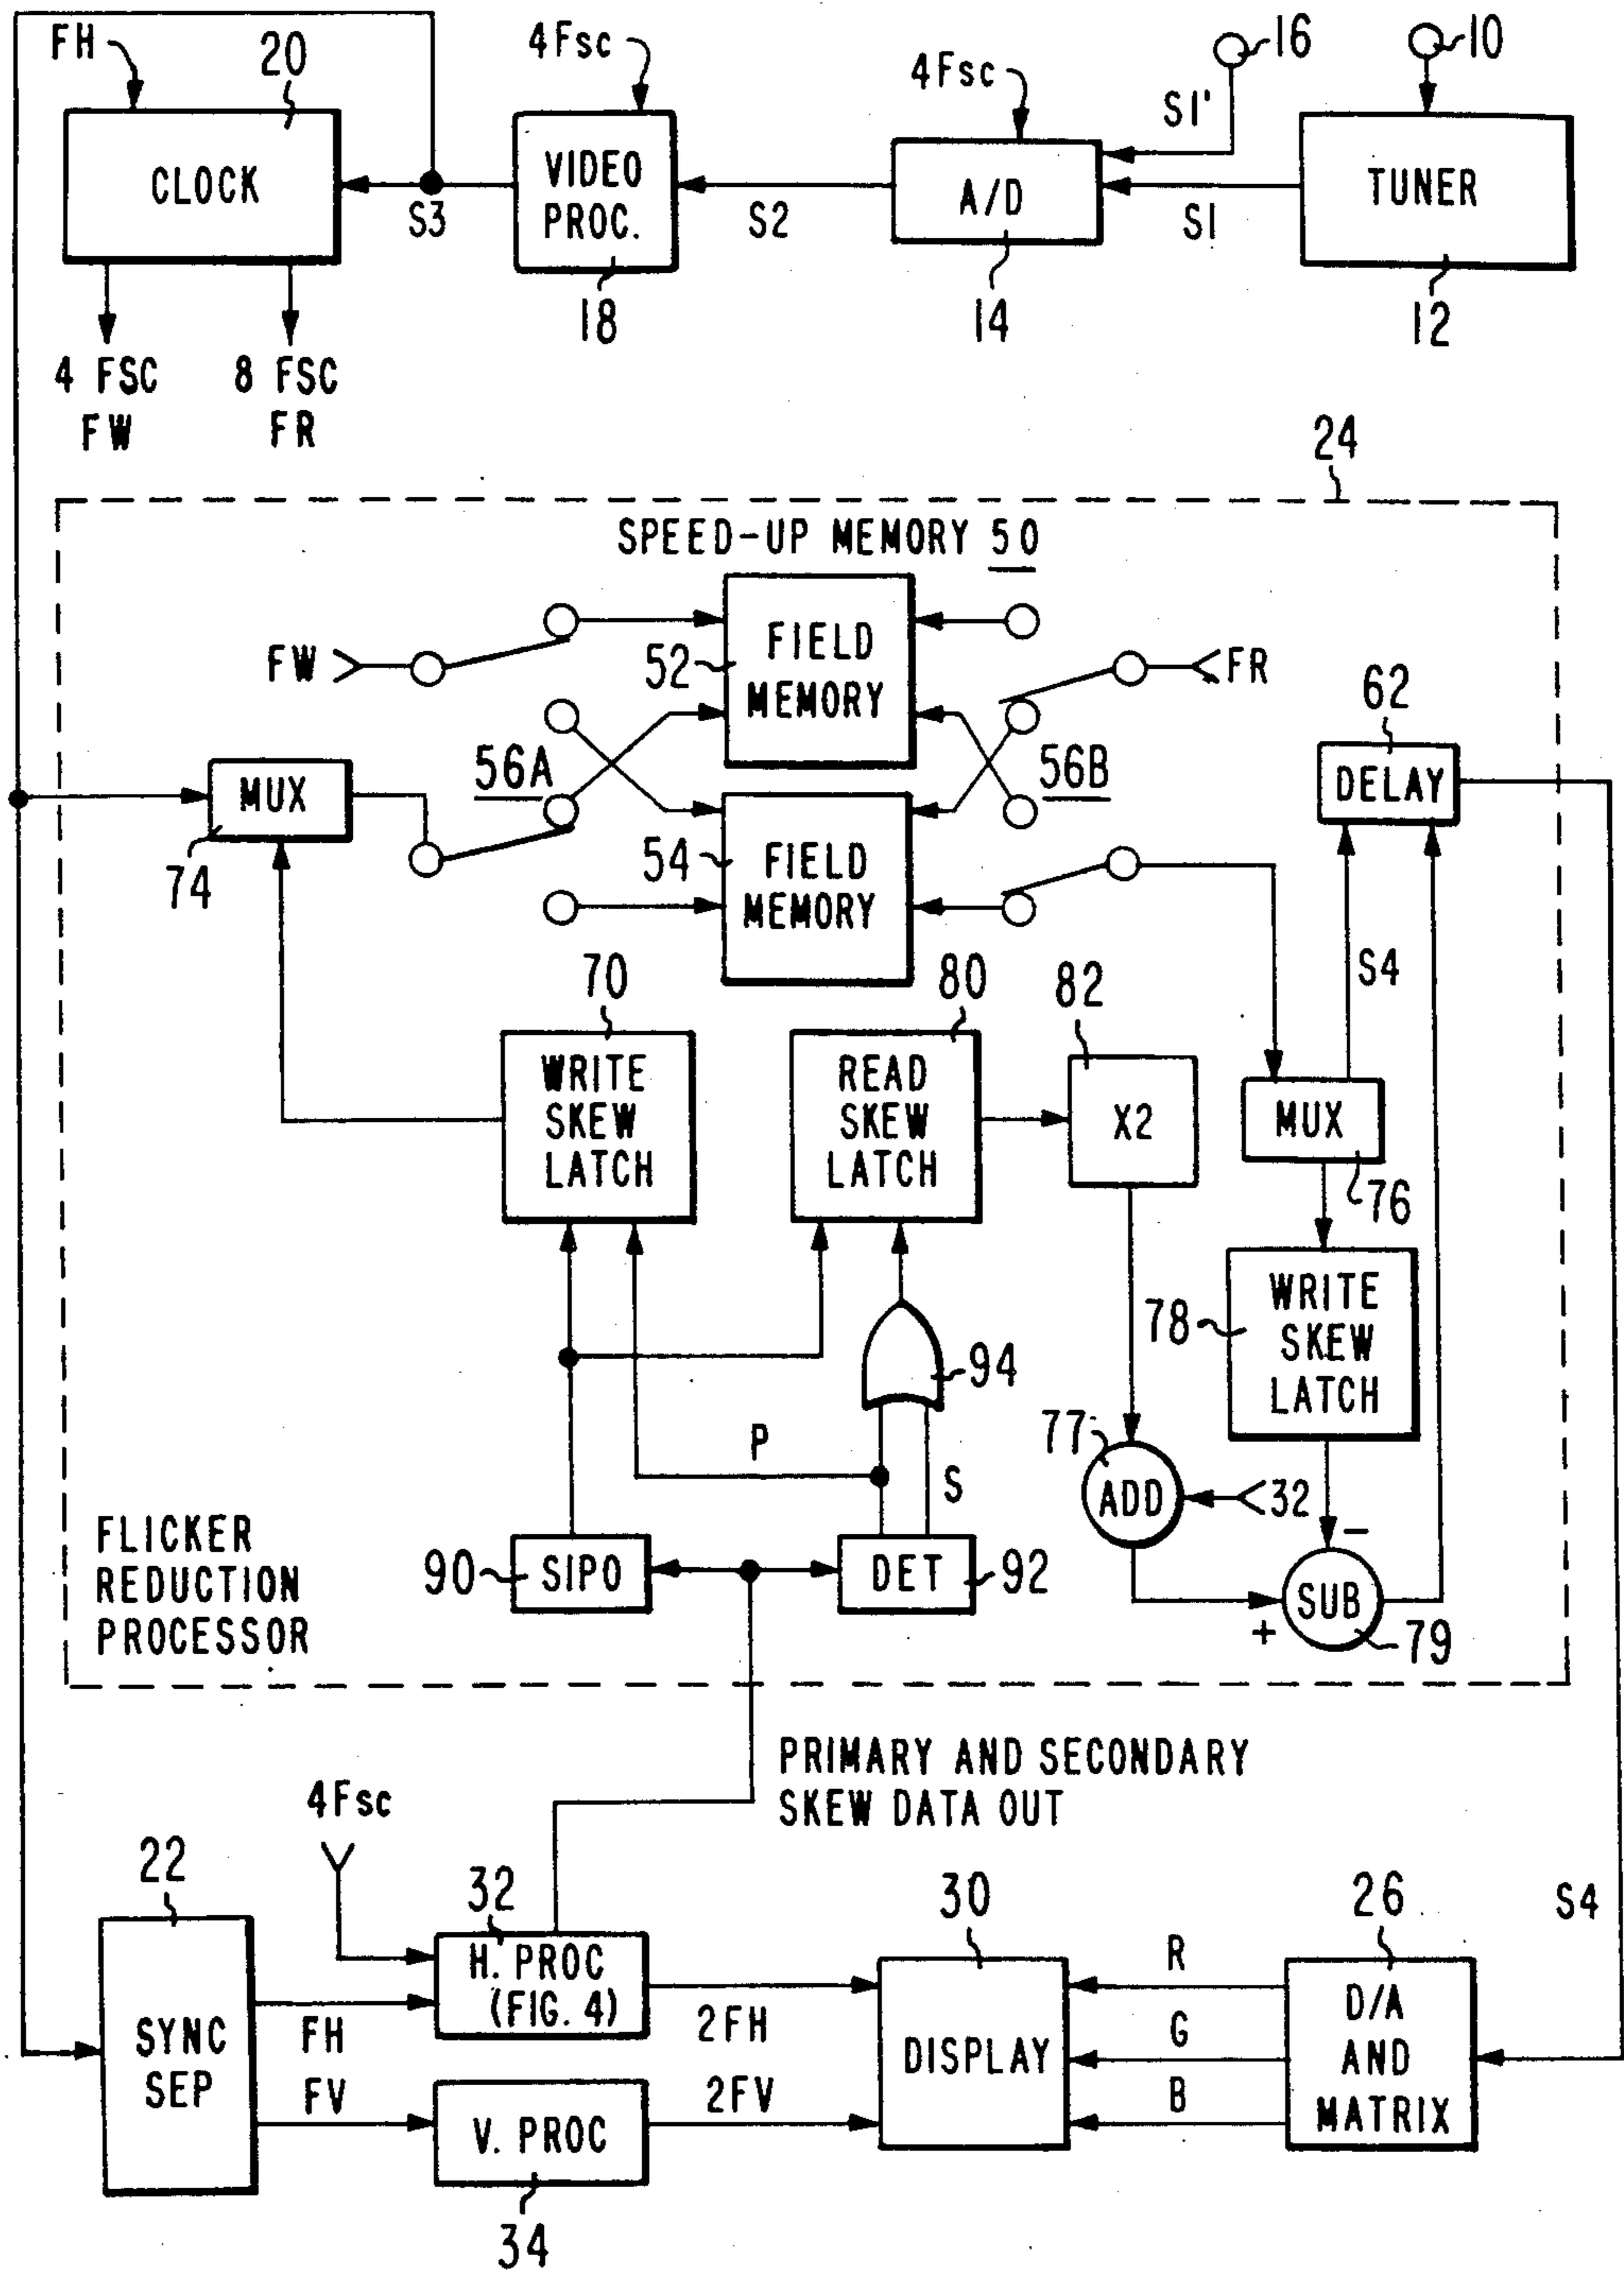 FH
20
4Fsc
4Fsc
16
10
S1'
CLOCK
S3
VIDEO
PROC.
S2
A/D
S1
TUNER
18
14
12
4 FSC
FW
8 FSC
FR
24
SPEED-UP MEMORY 50
FW
52
FIELD
MEMORY
FR
62
DELAY
56A
56B
MUX
74
54
FIELD
MEMORY
S4
70
80
82
WRITE
SKEW
LATCH
READ
SKEW
LATCH
X2
MUX
76
78
WRITE
SKEW
LATCH
94
P
S
77
ADD
32
−
+
SUB
79
FLICKER
REDUCTION
PROCESSOR
90
SIPO
DET
92
PRIMARY AND SECONDARY
SKEW DATA OUT
4Fsc
22
32
30
26
S4
SYNC
SEP
FH
FV
H. PROC
(FIG. 4)
2FH
V. PROC
34
2FV
DISPLAY
R
G
B
D/A
AND
MATRIX